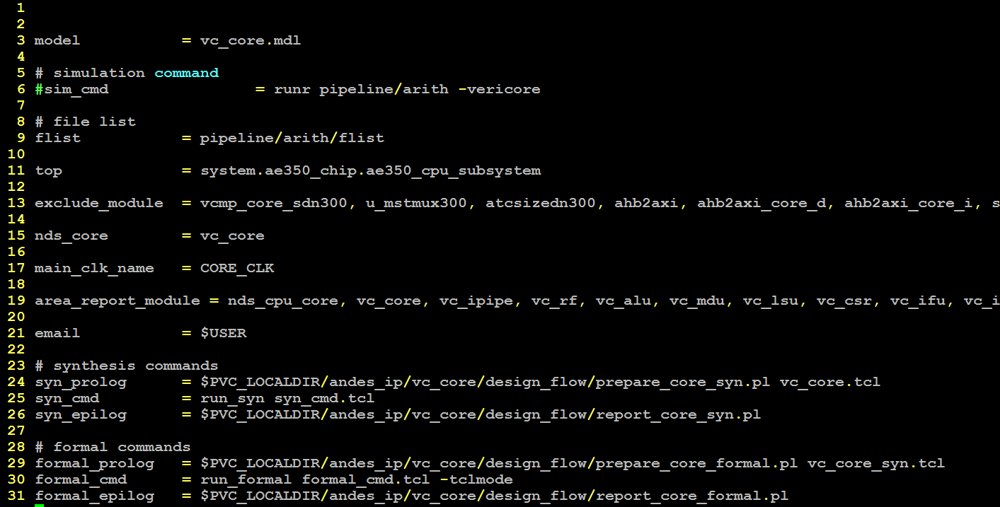 1
2
3 model = vc_core.mdl
4
5 # simulation command
6 #sim_cmd = runr pipeline/arith -vericore
7
8 # file list
9 flist = pipeline/arith/flist
10
11 top = system.ae350_chip.ae350_cpu_subsystem
12
13 exclude_module = vcmp_core_sdn300, u_mstmux300, atcsizedn300, ahb2axi, ahb2axi_core_d, ahb2axi_core_i, s
14
15 nds_core = vc_core
16
17 main_clk_name = CORE_CLK
18
19 area_report_module = nds_cpu_core, vc_core, vc_ipipe, vc_rf, vc_alu, vc_mdu, vc_lsu, vc_csr, vc_ifu, vc_i
20
21 email = $USER
22
23 # synthesis commands
24 syn_prolog = $PVC_LOCALDIR/andes_ip/vc_core/design_flow/prepare_core_syn.pl vc_core.tcl
25 syn_cmd = run_syn syn_cmd.tcl
26 syn_epilog = $PVC_LOCALDIR/andes_ip/vc_core/design_flow/report_core_syn.pl
27
28 # formal commands
29 formal_prolog = $PVC_LOCALDIR/andes_ip/vc_core/design_flow/prepare_core_formal.pl vc_core_syn.tcl
30 formal_cmd = run_formal formal_cmd.tcl -tclmode
31 formal_epilog = $PVC_LOCALDIR/andes_ip/vc_core/design_flow/report_core_formal.pl